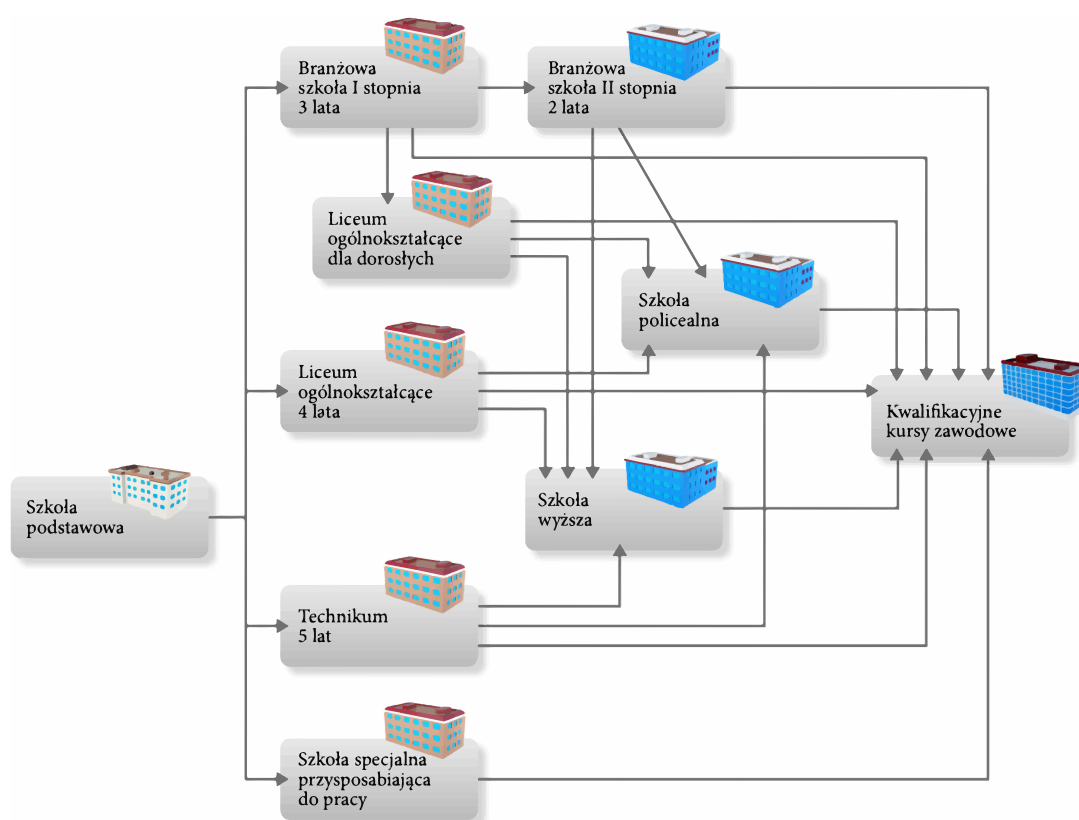 Branżowa
szkoła I stopnia
3 lata
Branżowa
szkoła II stopnia
2 lata
Liceum
ogólnokształcące
dla dorosłych
Szkoła
policealna
Liceum
ogólnokształcące
4 lata
Kwalifikacyjne
kursy zawodowe
Szkoła
podstawowa
Szkoła
wyższa
Technikum
5 lat
Szkoła specjalna
przysposabiająca
do pracy